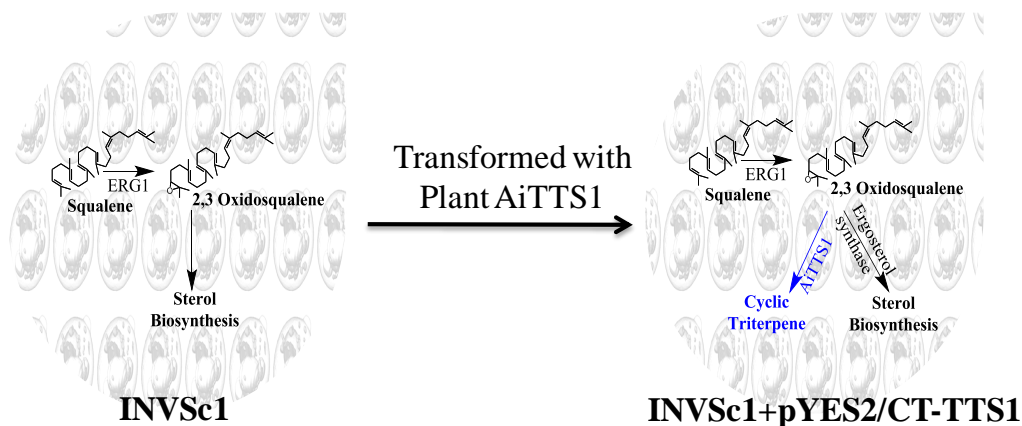 ERG1
Squalene
2,3 Oxidosqualene
Sterol
Biosynthesis
INVSc1
Transformed with
Plant AiTTS1
O
ERG1
Squalene
2,3 Oxidosqualene
O
AiTTS1
Ergosterol
synthase
Cyclic
Triterpene
Sterol
Biosynthesis
INVSc1+pYES2/CT-TTS1